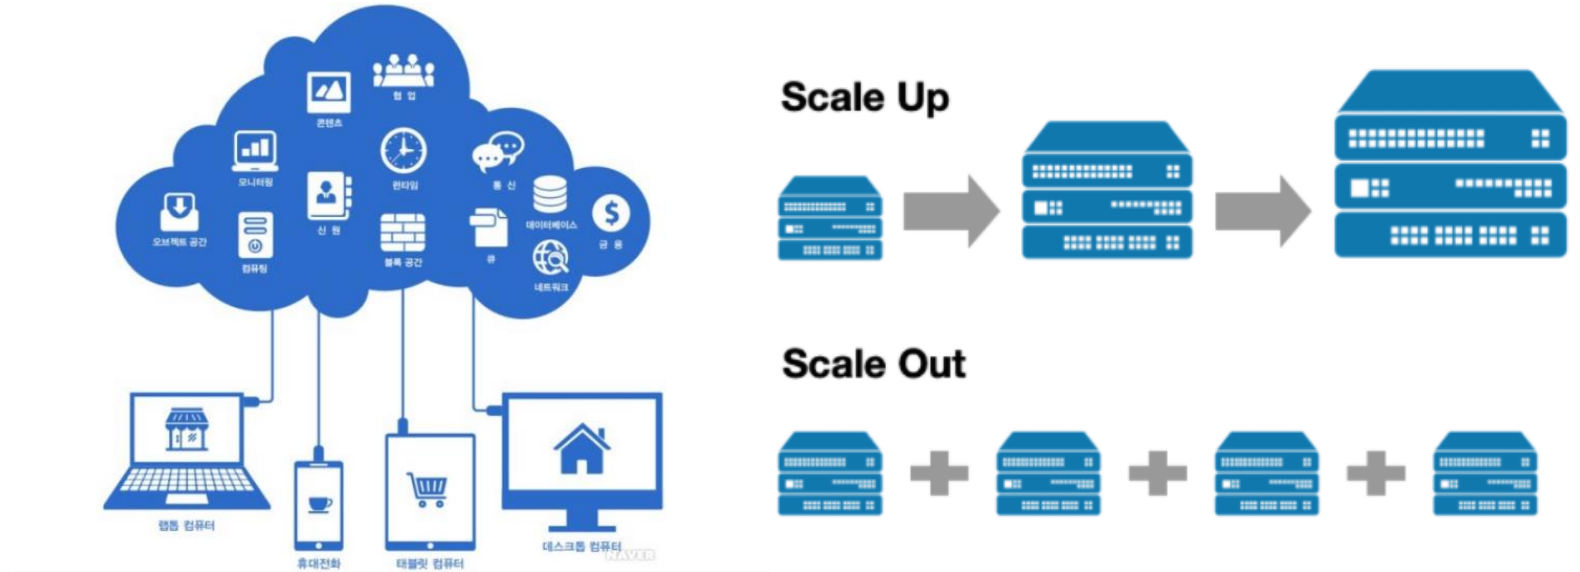 협 업
콘텐츠
모니터링
런타임
통 신
신 원
데이터베이스
오브젝트 공간
컴퓨팅
블록 공간
큐
금 융
네트워크
랩톱 컴퓨터
휴대전화
태블릿 컴퓨터
데스크톱 컴퓨터
NAVER
Scale Up
Scale Out